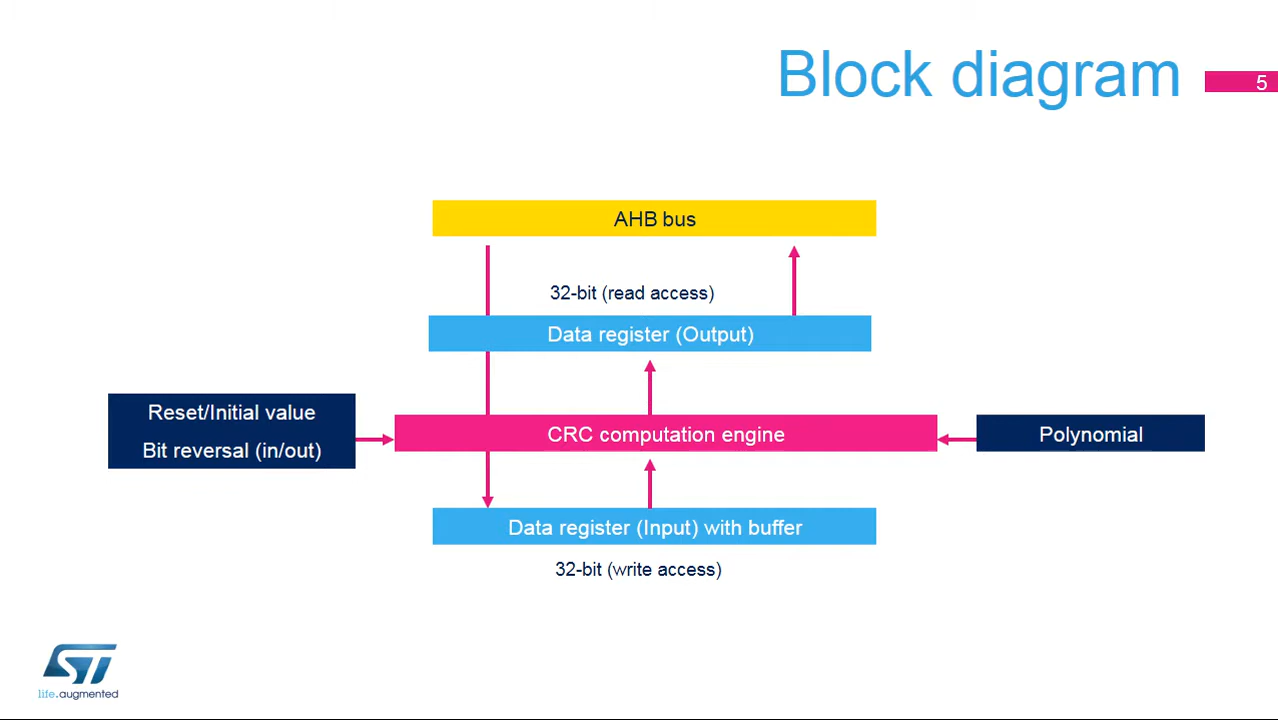 Block diagram
5
AHB bus
32-bit (read access)
Data register (Output)
Reset/Initial value
Bit reversal (in/out)
CRC computation engine
Polynomial
Data register (Input) with buffer
32-bit (write access)
ST
life.augmented